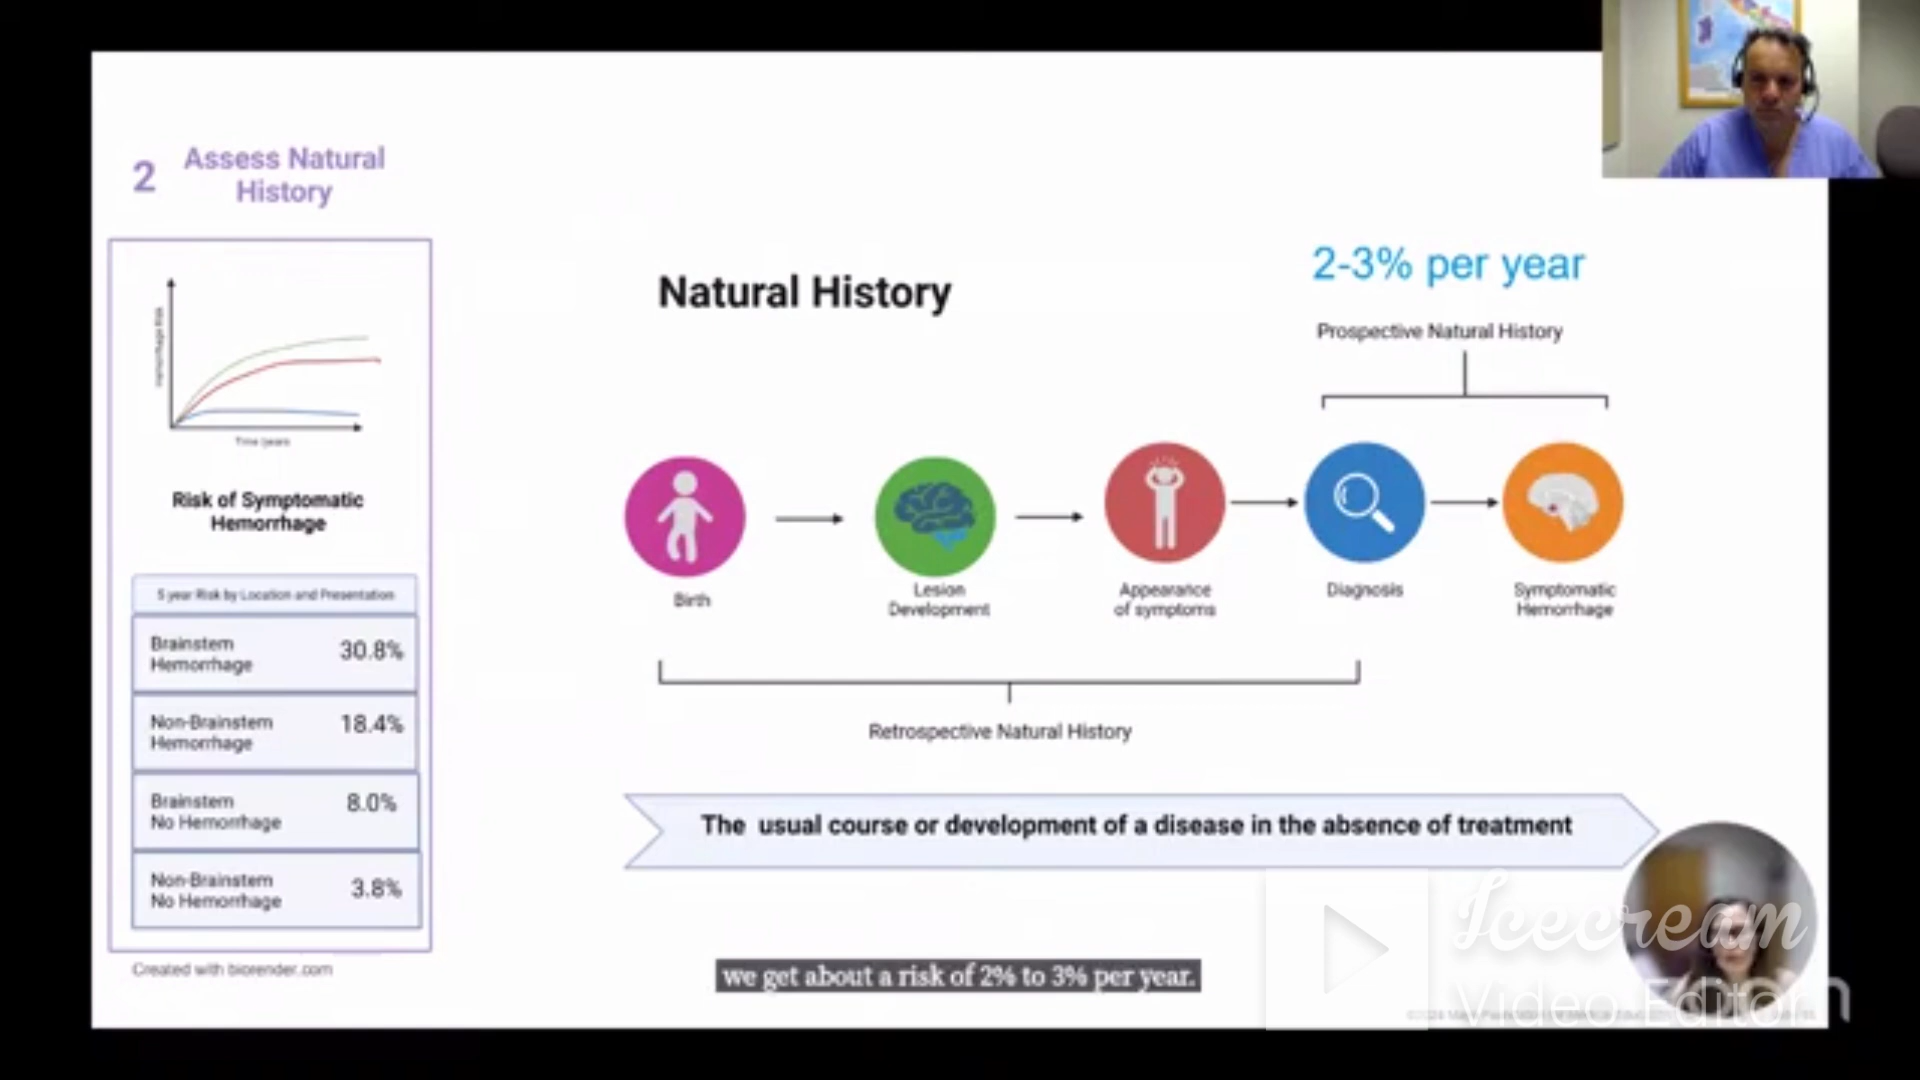 2
Assess Natural
History
Hemorrhage Risk
Time (years)
Risk of Symptomatic
Hemorrhage
5 year Risk by Location and Presentation
Brainstem
Hemorrhage
30.8%
Non-Brainstem
Hemorrhage
18.4%
Brainstem
No Hemorrhage
8.0%
Non-Brainstem
No Hemorrhage
3.8%
Created with biorender.com
Natural History
2-3% per year
Prospective Natural History
Birth
Lesion
Development
Appearance
of symptoms
Diagnosis
Symptomatic
Hemorrhage
Retrospective Natural History
The usual course or development of a disease in the absence of treatment
we get about a risk of 2% to 3% per year.
Icecream
Video Editor